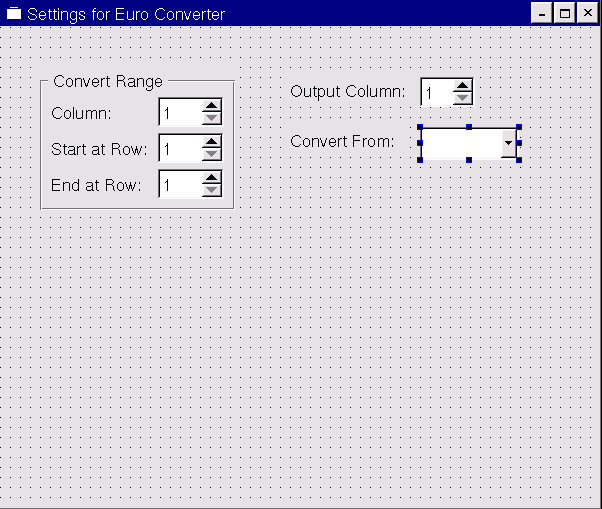 Settings for Euro Converter
Convert Range
Column: 1
Start at Row: 1
End at Row: 1
Output Column: 1
Convert From: